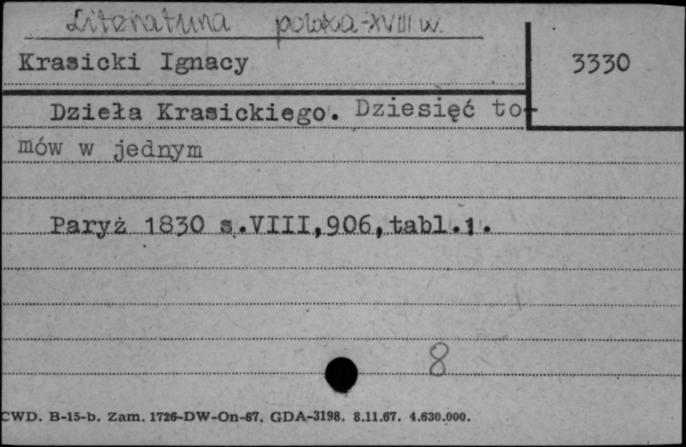 Literatura polska-XVIII w.
Krasicki Ignacy
3330
Dzieła Krasickiego. Dziesięć to-
mów w jednym
Paryż 1830 s.VIII,906,tabl.1.
8
CWD. B-15-b. Zam. 1726-DW-On-67. GDA-3198. 8.11.67. 4.630.000.